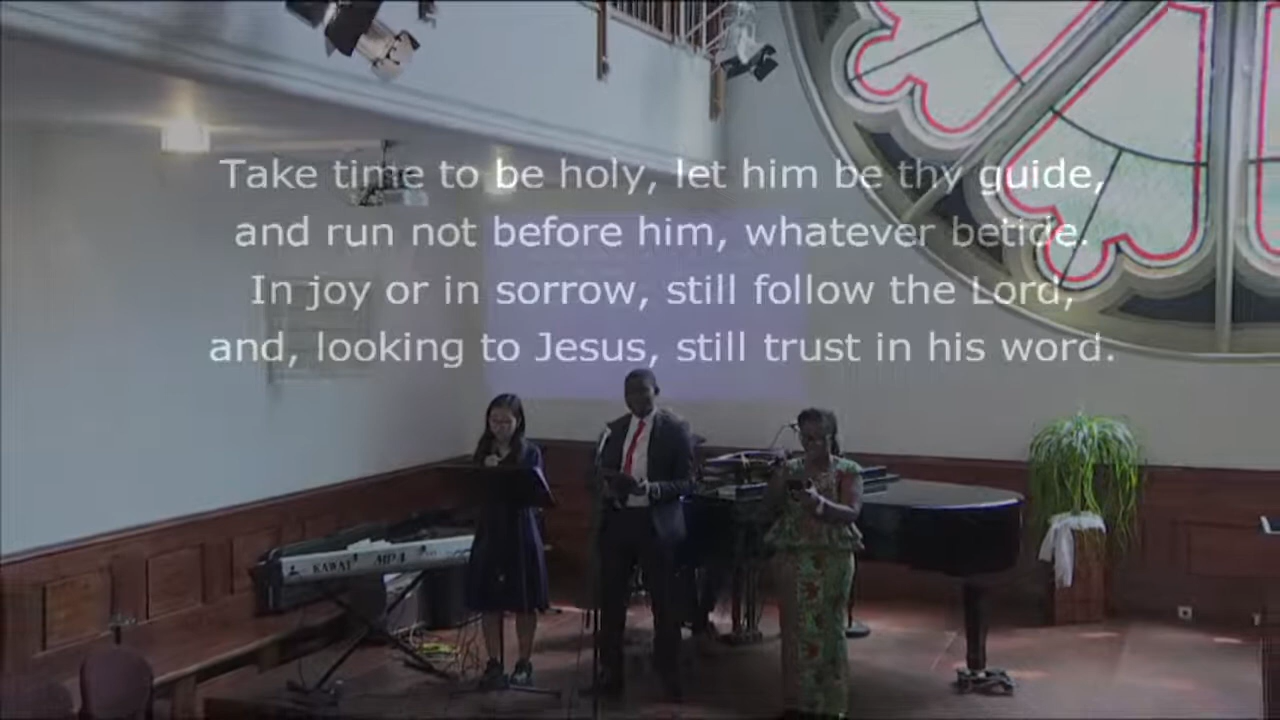 Take time to be holy, let him be thy guide,
and run not before him, whatever betide.
In joy or in sorrow, still follow the Lord,
and, looking to Jesus, still trust in his word.
KAWAI MP4